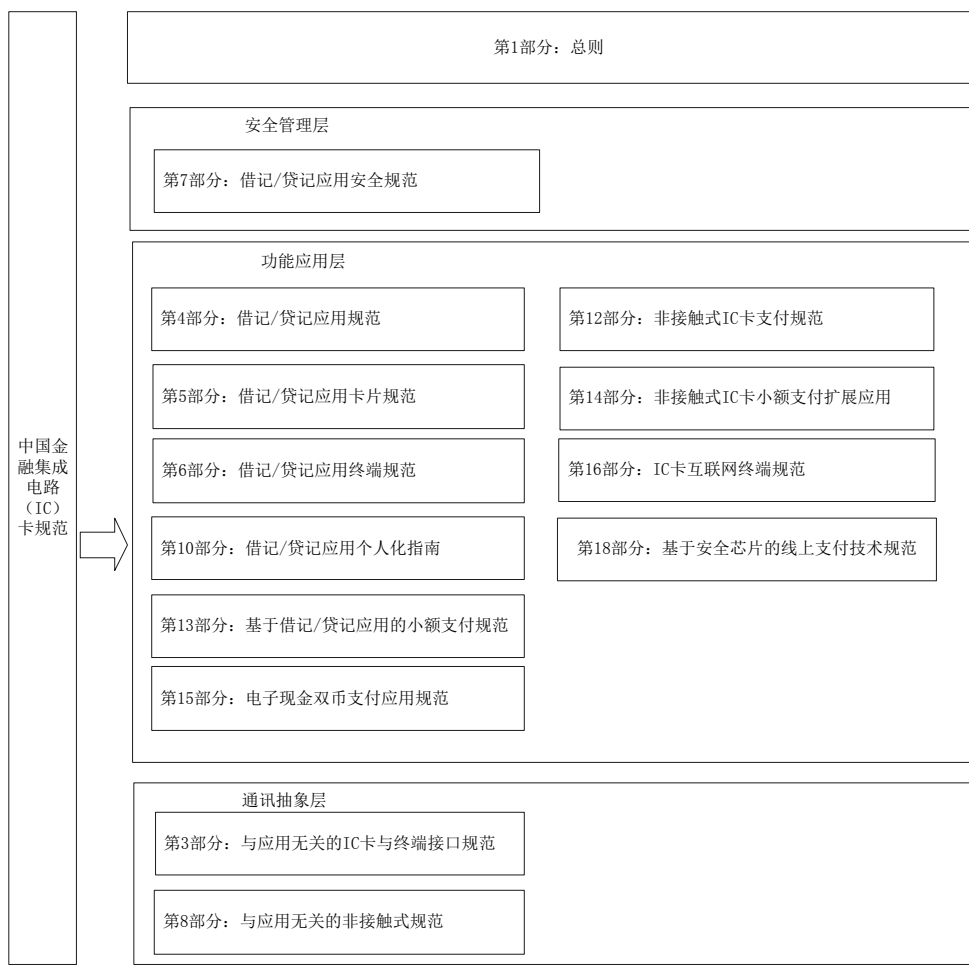 中国金
融集成
电路
（IC）
卡规范
第1部分：总则
安全管理层
第7部分：借记/贷记应用安全规范
功能应用层
第4部分：借记/贷记应用规范
第5部分：借记/贷记应用卡片规范
第6部分：借记/贷记应用终端规范
第10部分：借记/贷记应用个人化指南
第13部分：基于借记/贷记应用的小额支付规范
第15部分：电子现金双币支付应用规范
第12部分：非接触式IC卡支付规范
第14部分：非接触式IC卡小额支付扩展应用
第16部分：IC卡互联网终端规范
第18部分：基于安全芯片的线上支付技术规范
通讯抽象层
第3部分：与应用无关的IC卡与终端接口规范
第8部分：与应用无关的非接触式规范